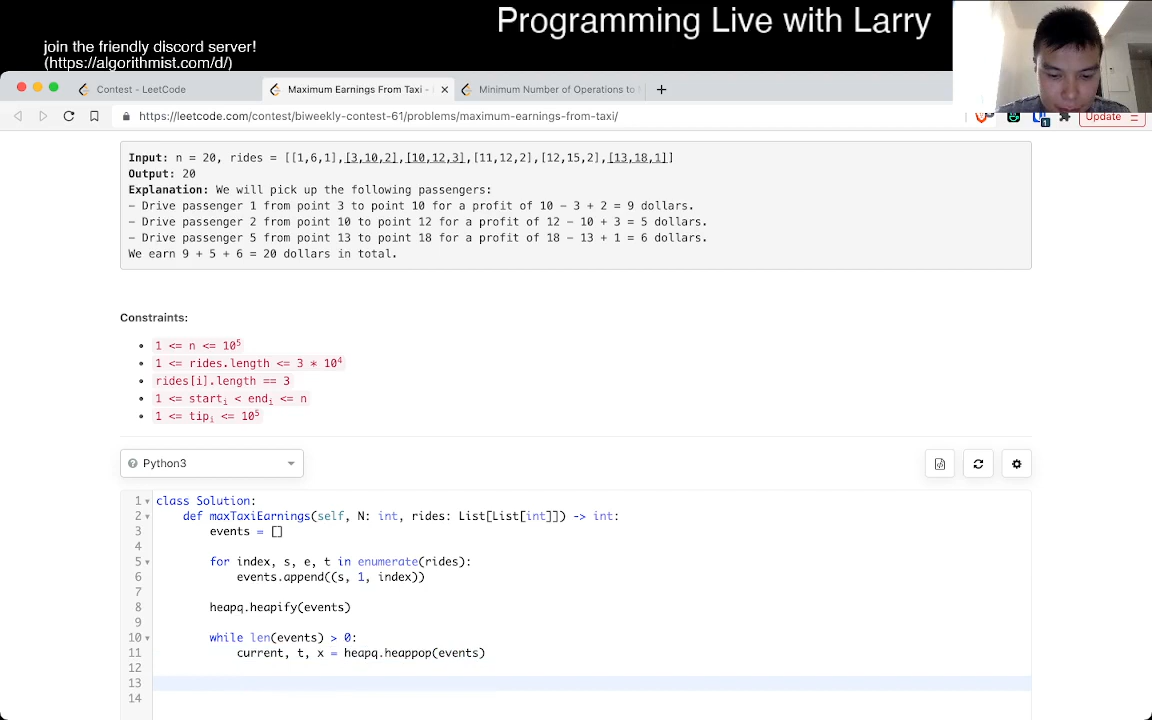 Programming Live with Larry
join the friendly discord server!
(https://algorithmist.com/d/)
Contest - LeetCode
Maximum Earnings From Taxi -
Minimum Number of Operations to
https://leetcode.com/contest/biweekly-contest-61/problems/maximum-earnings-from-taxi/
1
Update
Input: n = 20, rides = [[1,6,1],[3,10,2],[10,12,3],[11,12,2],[12,15,2],[13,18,1]]
Output: 20
Explanation: We will pick up the following passengers:
– Drive passenger 1 from point 3 to point 10 for a profit of 10 – 3 + 2 = 9 dollars.
– Drive passenger 2 from point 10 to point 12 for a profit of 12 – 10 + 3 = 5 dollars.
– Drive passenger 5 from point 13 to point 18 for a profit of 18 – 13 + 1 = 6 dollars.
We earn 9 + 5 + 6 = 20 dollars in total.
Constraints:
• 1 <= n <= 10⁵
• 1 <= rides.length <= 3 * 10⁴
• rides[i].length == 3
• 1 <= startᵢ < endᵢ <= n
• 1 <= tipᵢ <= 10⁵
Python3
1 class Solution:
2 def maxTaxiEarnings(self, N: int, rides: List[List[int]]) -> int:
3 events = []
4
5 for index, s, e, t in enumerate(rides):
6 events.append((s, 1, index))
7
8 heapq.heapify(events)
9
10 while len(events) > 0:
11 current, t, x = heapq.heappop(events)
12
13
14